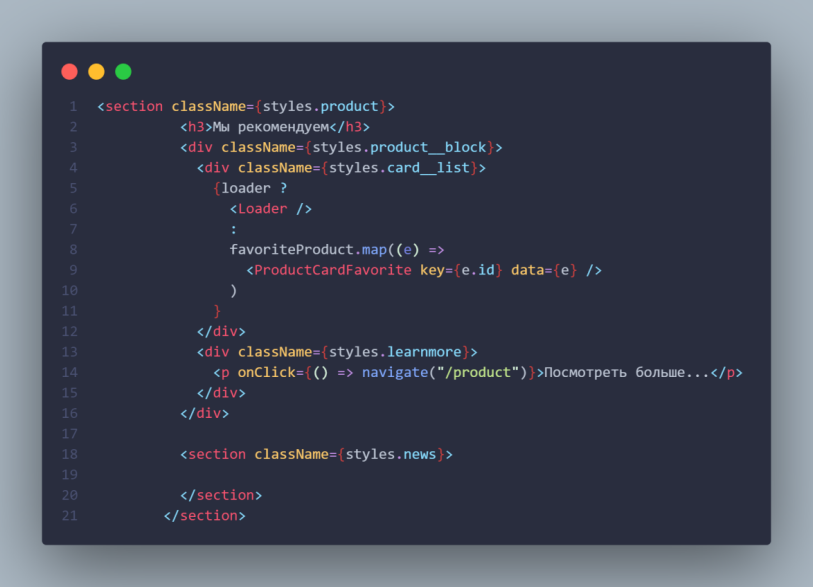 1 <section className={styles.product}>
2 <h3>Мы рекомендуем</h3>
3 <div className={styles.product__block}>
4 <div className={styles.card__list}>
5 {loader ?
6 <Loader />
7 :
8 favoriteProduct.map((e) =>
9 <ProductCardFavorite key={e.id} data={e} />
10 )
11 }
12 </div>
13 <div className={styles.learnmore}>
14 <p onClick={() => navigate("/product")}>Посмотреть больше...</p>
15 </div>
16 </div>
17
18 <section className={styles.news}>
19
20 </section>
21 </section>